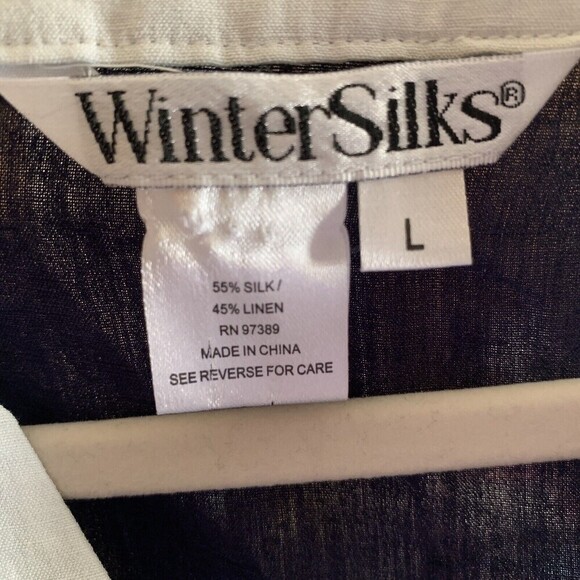 WinterSilks®
L
55% SILK/
45% LINEN
RN 97389
MADE IN CHINA
SEE REVERSE FOR CARE